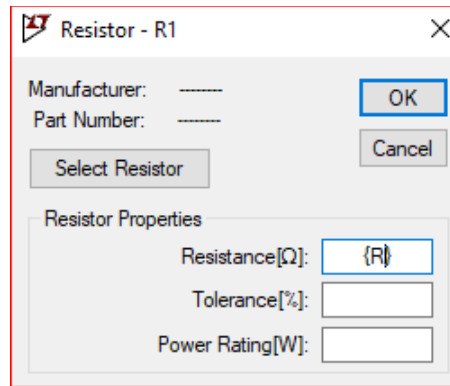 Resistor - R1
Manufacturer: --------
OK
Part Number: --------
Cancel
Select Resistor
Resistor Properties
Resistance[Ω]: {R}
Tolerance[%]:
Power Rating[W]: